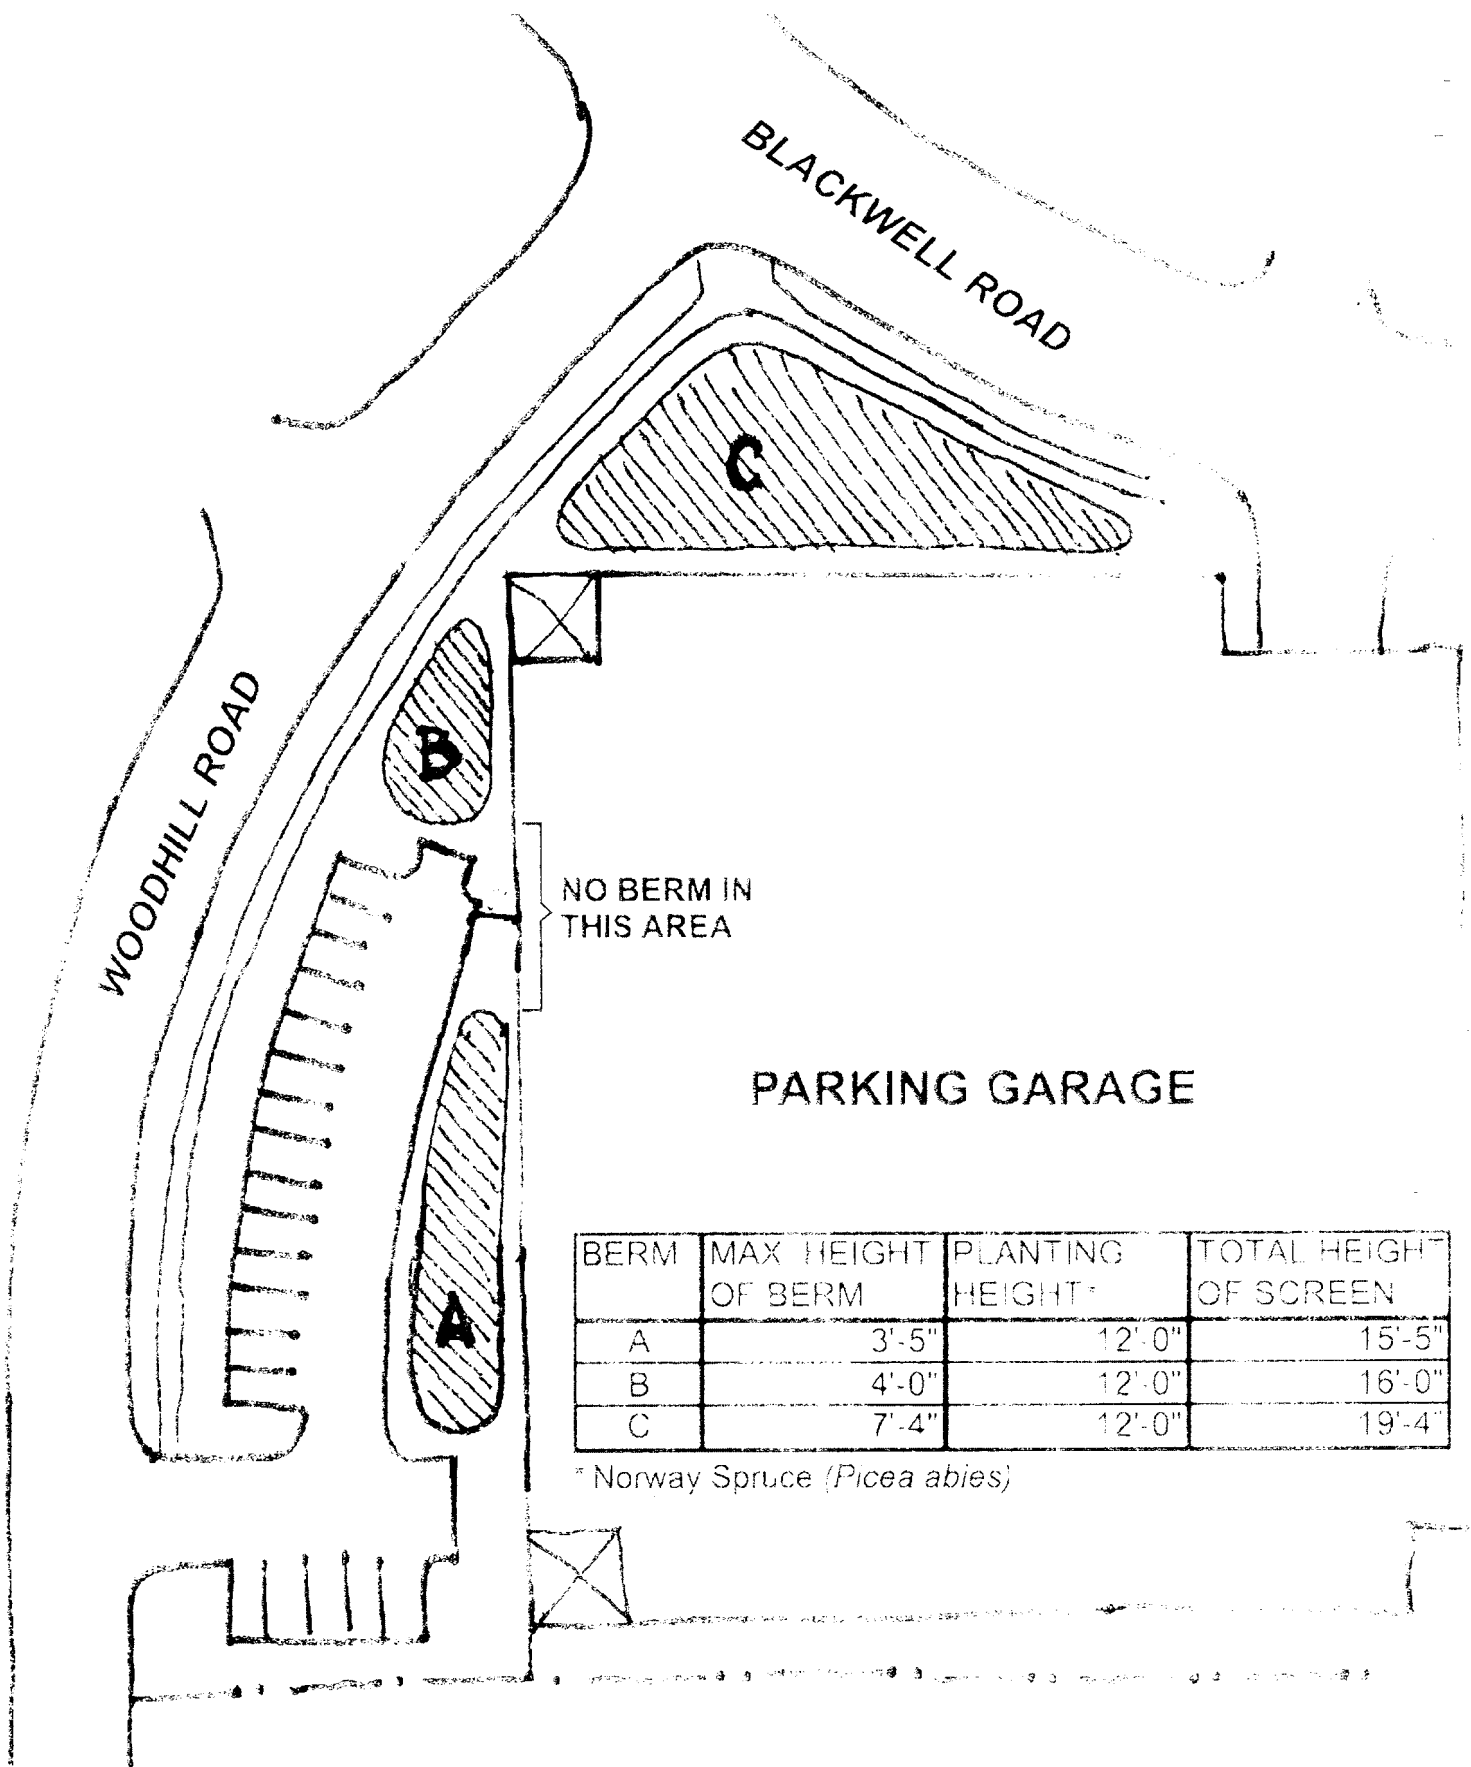 BLACKWELL ROAD
C
B
WOODHILL ROAD
NO BERM IN
THIS AREA
PARKING GARAGE
A
BERM MAX HEIGHT OF BERM PLANTING HEIGHT* TOTAL HEIGHT OF SCREEN
A 3'-5" 12'-0" 15'-5"
B 4'-0" 12'-0" 16'-0"
C 7'-4" 12'-0" 19'-4"
* Norway Spruce (Picea abies)